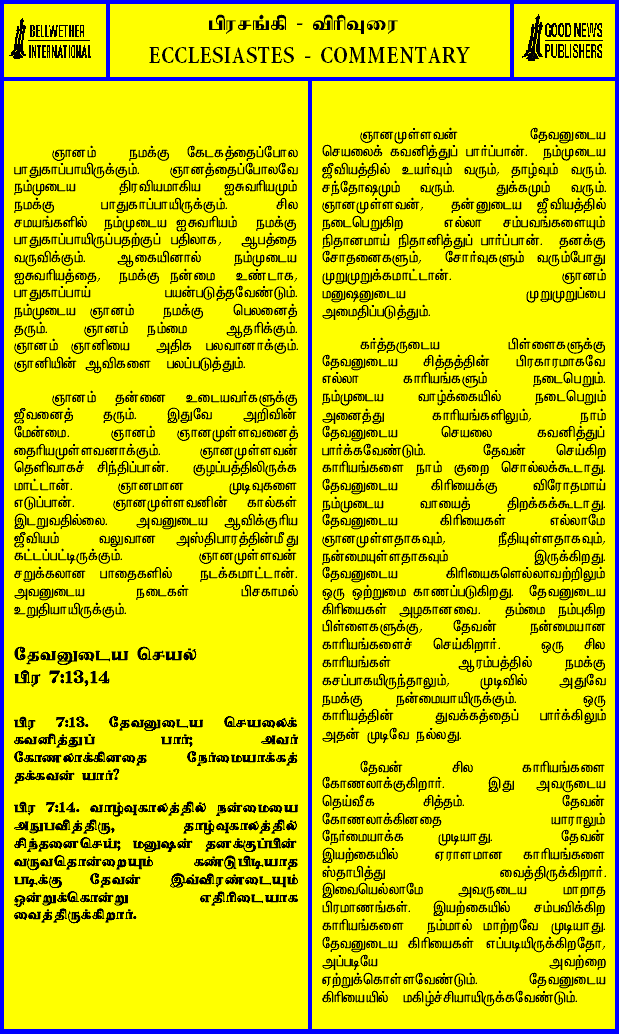 BELLWETHER
INTERNATIONAL
பிரசங்கி - விரிவுரை
ECCLESIASTES - COMMENTARY
GOOD NEWS
PUBLISHERS
ஞானம் நமக்கு கேடகத்தைப்போல
பாதுகாப்பாயிருக்கும். ஞானத்தைப்போலவே
நம்முடைய திரவியமாகிய ஐசுவரியமும்
நமக்கு பாதுகாப்பாயிருக்கும். சில
சமயங்களில் நம்முடைய ஐசுவரியம் நமக்கு
பாதுகாப்பாயிருப்பதற்குப் பதிலாக, ஆபத்தை
வருவிக்கும். ஆகையினால் நம்முடைய
ஐசுவரியத்தை, நமக்கு நன்மை உண்டாக,
பாதுகாப்பாய் பயன்படுத்தவேண்டும்.
நம்முடைய ஞானம் நமக்கு பெலனைத்
தரும். ஞானம் நம்மை ஆதரிக்கும்.
ஞானம் ஞானியை அதிக பலவானாக்கும்.
ஞானியின் ஆவிகளை பலப்படுத்தும்.
ஞானம் தன்னை உடையவர்களுக்கு
ஜீவனைத் தரும். இதுவே அறிவின்
மேன்மை. ஞானம் ஞானமுள்ளவனைத்
தைரியமுள்ளவனாக்கும். ஞானமுள்ளவன்
தெளிவாகச் சிந்திப்பான். குழப்பத்திலிருக்க
மாட்டான். ஞானமான முடிவுகளை
எடுப்பான். ஞானமுள்ளவனின் கால்கள்
இடறுவதில்லை. அவனுடைய ஆவிக்குரிய
ஜீவியம் வலுவான அஸ்திபாரத்தின்மீது
கட்டப்பட்டிருக்கும். ஞானமுள்ளவன்
சறுக்கலான பாதைகளில் நடக்கமாட்டான்.
அவனுடைய நடைகள் பிசகாமல்
உறுதியாயிருக்கும்.
தேவனுடைய செயல்
பிர 7:13,14
பிர 7:13. தேவனுடைய செயலைக்
கவனித்துப் பார்; அவர்
கோணலாக்கினதை நேர்மையாக்கத்
தக்கவன் யார்?
பிர 7:14. வாழ்வுகாலத்தில் நன்மையை
அநுபவித்திரு, தாழ்வுகாலத்தில்
சிந்தனைசெய்; மனுஷன் தனக்குப்பின்
வருவதொன்றையும் கண்டுபிடியாத
படிக்கு தேவன் இவ்விரண்டையும்
ஒன்றுக்கொன்று எதிரிடையாக
வைத்திருக்கிறார்.
ஞானமுள்ளவன் தேவனுடைய
செயலைக் கவனித்துப் பார்ப்பான். நம்முடைய
ஜீவியத்தில் உயர்வும் வரும், தாழ்வும் வரும்.
சந்தோஷமும் வரும். துக்கமும் வரும்.
ஞானமுள்ளவன், தன்னுடைய ஜீவியத்தில்
நடைபெறுகிற எல்லா சம்பவங்களையும்
நிதானமாய் நிதானித்துப் பார்ப்பான். தனக்கு
சோதனைகளும், சோர்வுகளும் வரும்போது
முறுமுறுக்கமாட்டான். ஞானம்
மனுஷனுடைய முறுமுறுப்பை
அமைதிப்படுத்தும்.
கர்த்தருடைய பிள்ளைகளுக்கு
தேவனுடைய சித்தத்தின் பிரகாரமாகவே
எல்லா காரியங்களும் நடைபெறும்.
நம்முடைய வாழ்க்கையில் நடைபெறும்
அனைத்து காரியங்களிலும், நாம்
தேவனுடைய செயலை கவனித்துப்
பார்க்கவேண்டும். தேவன் செய்கிற
காரியங்களை நாம் குறை சொல்லக்கூடாது.
தேவனுடைய கிரியைக்கு விரோதமாய்
நம்முடைய வாயைத் திறக்கக்கூடாது.
தேவனுடைய கிரியைகள் எல்லாமே
ஞானமுள்ளதாகவும், நீதியுள்ளதாகவும்,
நன்மையுள்ளதாகவும் இருக்கிறது.
தேவனுடைய கிரியைகளெல்லாவற்றிலும்
ஒரு ஒற்றுமை காணப்படுகிறது. தேவனுடைய
கிரியைகள் அழகானவை. தம்மை நம்புகிற
பிள்ளைகளுக்கு, தேவன் நன்மையான
காரியங்களைச் செய்கிறார். ஒரு சில
காரியங்கள் ஆரம்பத்தில் நமக்கு
கசப்பாகயிருந்தாலும், முடிவில் அதுவே
நமக்கு நன்மையாயிருக்கும். ஒரு
காரியத்தின் துவக்கத்தைப் பார்க்கிலும்
அதன் முடிவே நல்லது.
தேவன் சில காரியங்களை
கோணலாக்குகிறார். இது அவருடைய
தெய்வீக சித்தம். தேவன்
கோணலாக்கினதை யாராலும்
நேர்மையாக்க முடியாது. தேவன்
இயற்கையில் ஏராளமான காரியங்களை
ஸ்தாபித்து வைத்திருக்கிறார்.
இவையெல்லாமே அவருடைய மாறாத
பிரமாணங்கள். இயற்கையில் சம்பவிக்கிற
காரியங்களை நம்மால் மாற்றவே முடியாது.
தேவனுடைய கிரியைகள் எப்படியிருக்கிறதோ,
அப்படியே அவற்றை
ஏற்றுக்கொள்ளவேண்டும். தேவனுடைய
கிரியையில் மகிழ்ச்சியாயிருக்கவேண்டும்.